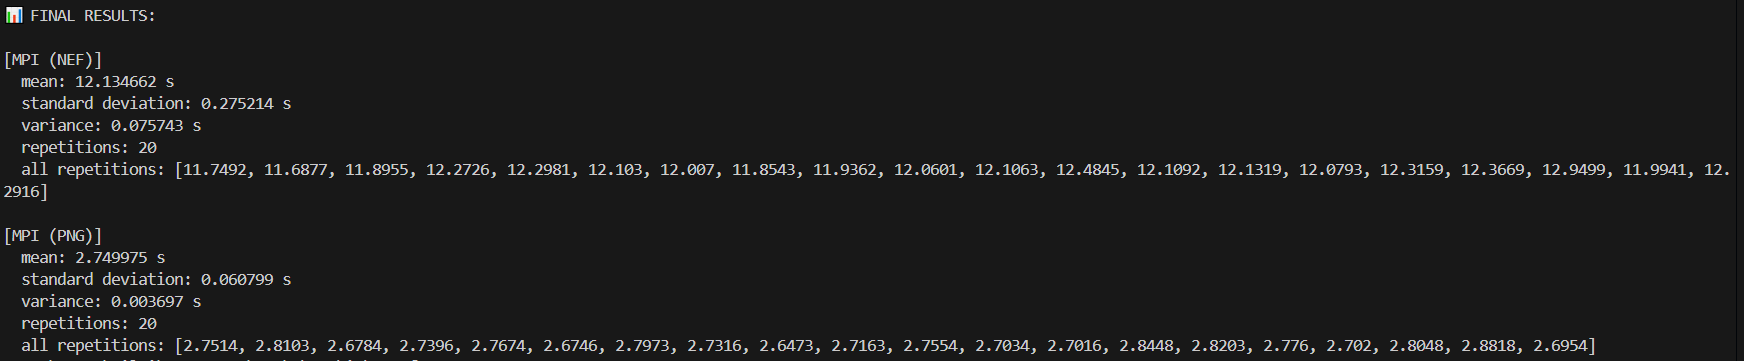 📊 FINAL RESULTS:
[MPI (NEF)]
mean: 12.134662 s
standard deviation: 0.275214 s
variance: 0.075743 s
repetitions: 20
all repetitions: [11.7492, 11.6877, 11.8955, 12.2726, 12.2981, 12.103, 12.007, 11.8543, 11.9362, 12.0601, 12.1063, 12.4845, 12.1092, 12.1319, 12.0793, 12.3159, 12.3669, 12.9499, 11.9941, 12.
2916]
[MPI (PNG)]
mean: 2.749975 s
standard deviation: 0.060799 s
variance: 0.003697 s
repetitions: 20
all repetitions: [2.7514, 2.8103, 2.6784, 2.7396, 2.7674, 2.6746, 2.7973, 2.7316, 2.6473, 2.7163, 2.7554, 2.7034, 2.7016, 2.8448, 2.8203, 2.776, 2.702, 2.8048, 2.8818, 2.6954]